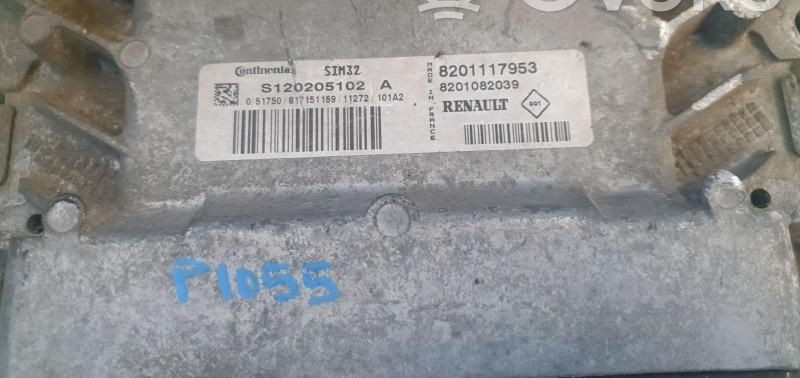 Continental SIM32
S120205102 A
0 51750 / 817151159 / 11272 / 101A2
MADE IN FRANCE
8201117953
8201082039
RENAULT 001
P1055